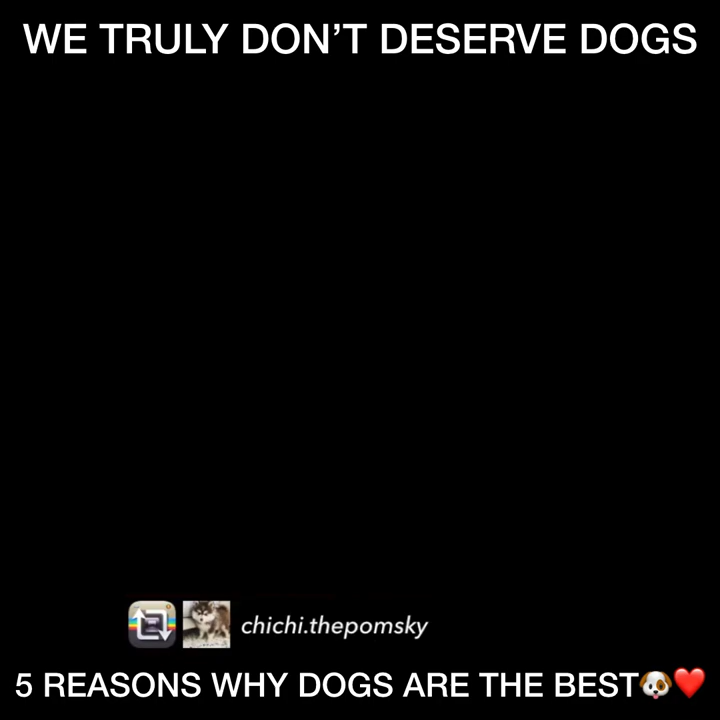 WE TRULY DON’T DESERVE DOGS
chichi.thepomsky
5 REASONS WHY DOGS ARE THE BEST🐶❤️